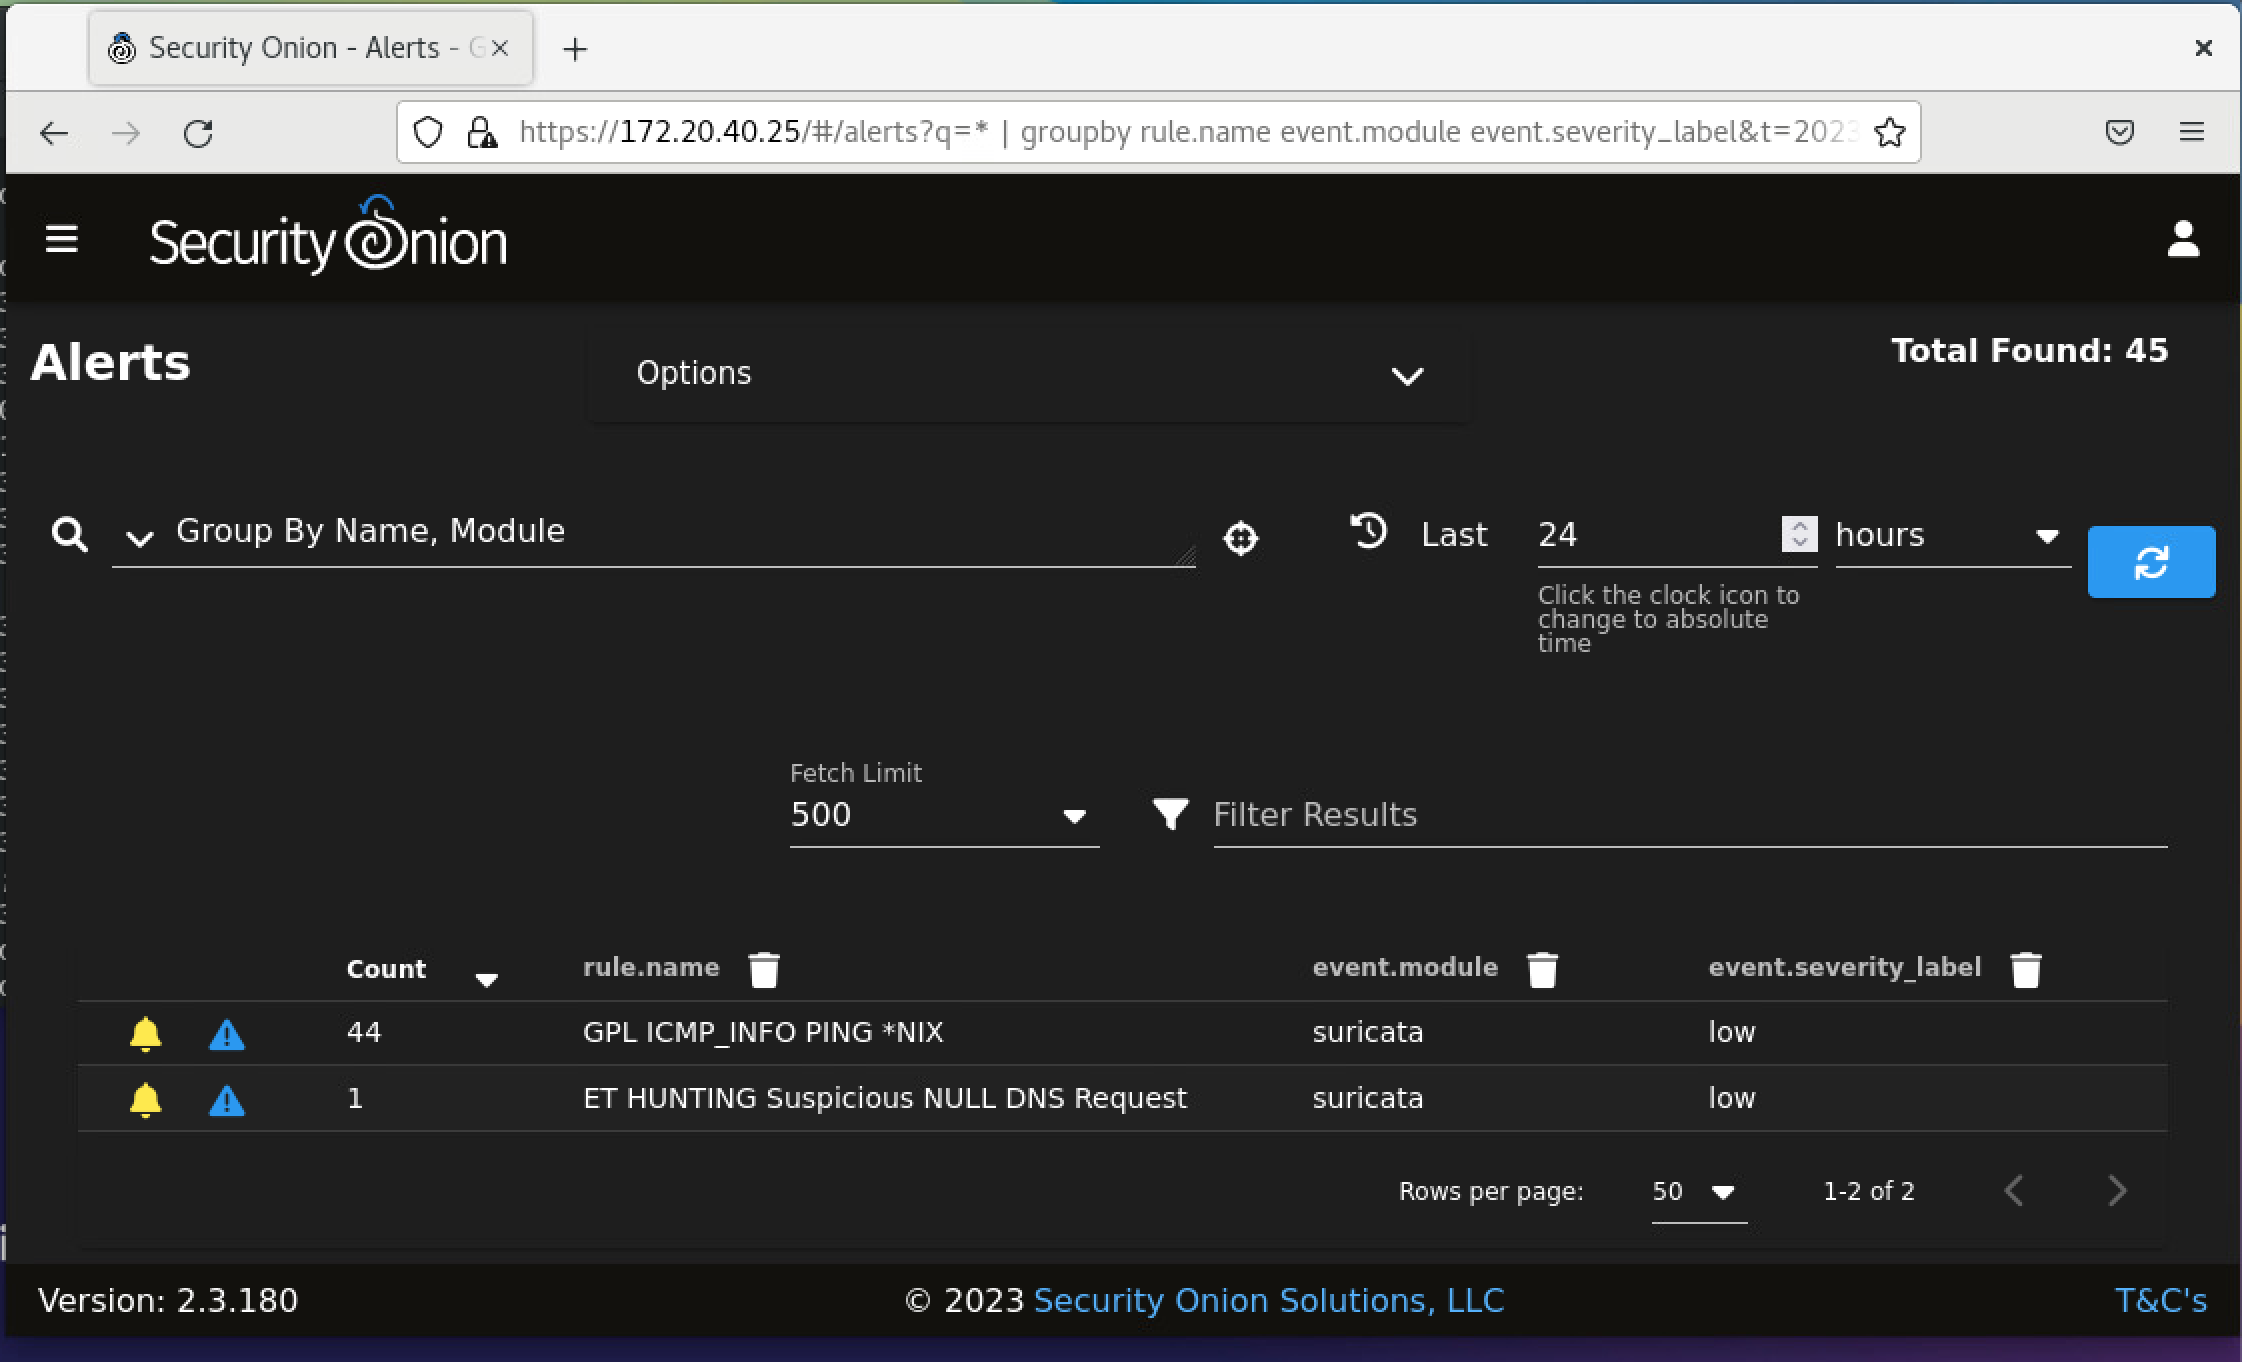 Security Onion - Alerts - G
https://172.20.40.25/#/alerts?q=* | groupby rule.name event.module event.severity_label&t=2023
Security Onion
Alerts
Options
Total Found: 45
Group By Name, Module
Last 24 hours
Click the clock icon to
change to absolute
time
Fetch Limit
500
Filter Results
Count rule.name event.module event.severity_label
44 GPL ICMP_INFO PING *NIX suricata low
1 ET HUNTING Suspicious NULL DNS Request suricata low
Rows per page: 50 1-2 of 2
Version: 2.3.180 © 2023 Security Onion Solutions, LLC T&C's